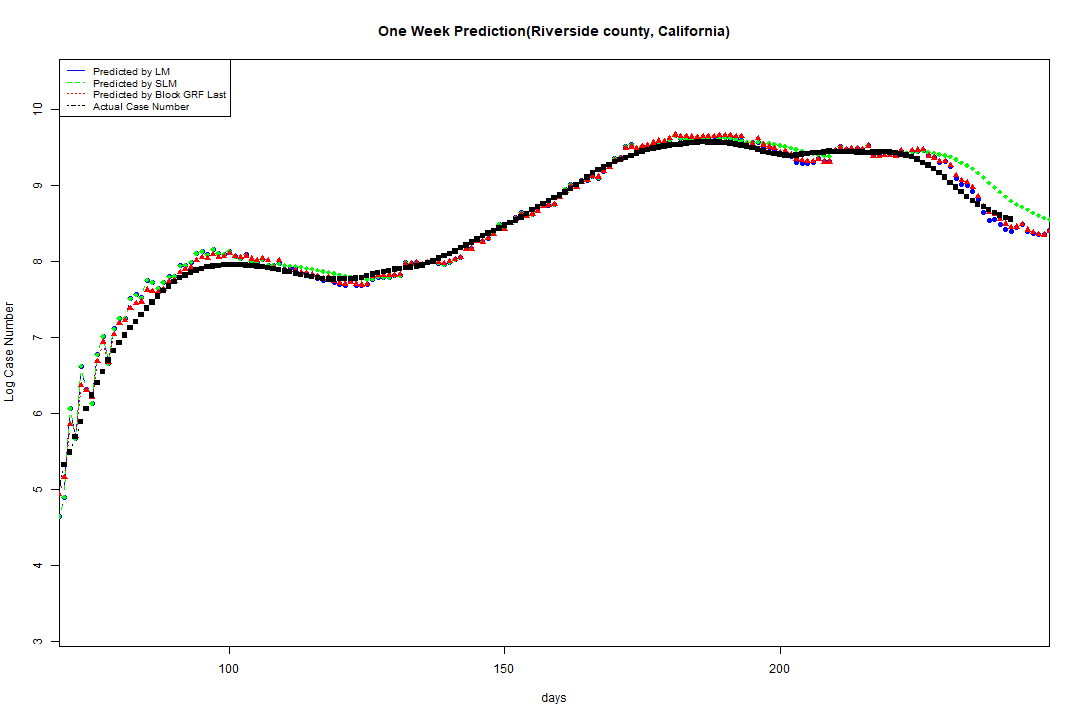 One Week Prediction(Riverside county, California)
Predicted by LM
Predicted by SLM
Predicted by Block GRF Last
Actual Case Number
10
9
8
7
6
5
4
3
Log Case Number
100 150 200
days